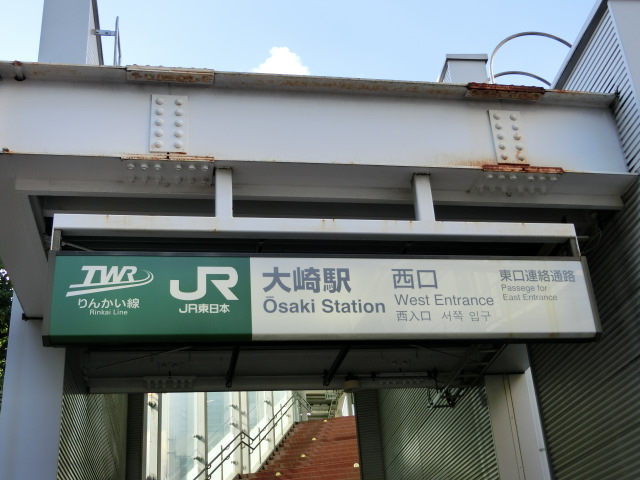 TWR
りんかい線
Rinkai Line
JR
JR東日本
大崎駅
Ōsaki Station
西口
West Entrance
西入口 서쪽 입구
東口連絡通路
Passege for
East Entrance